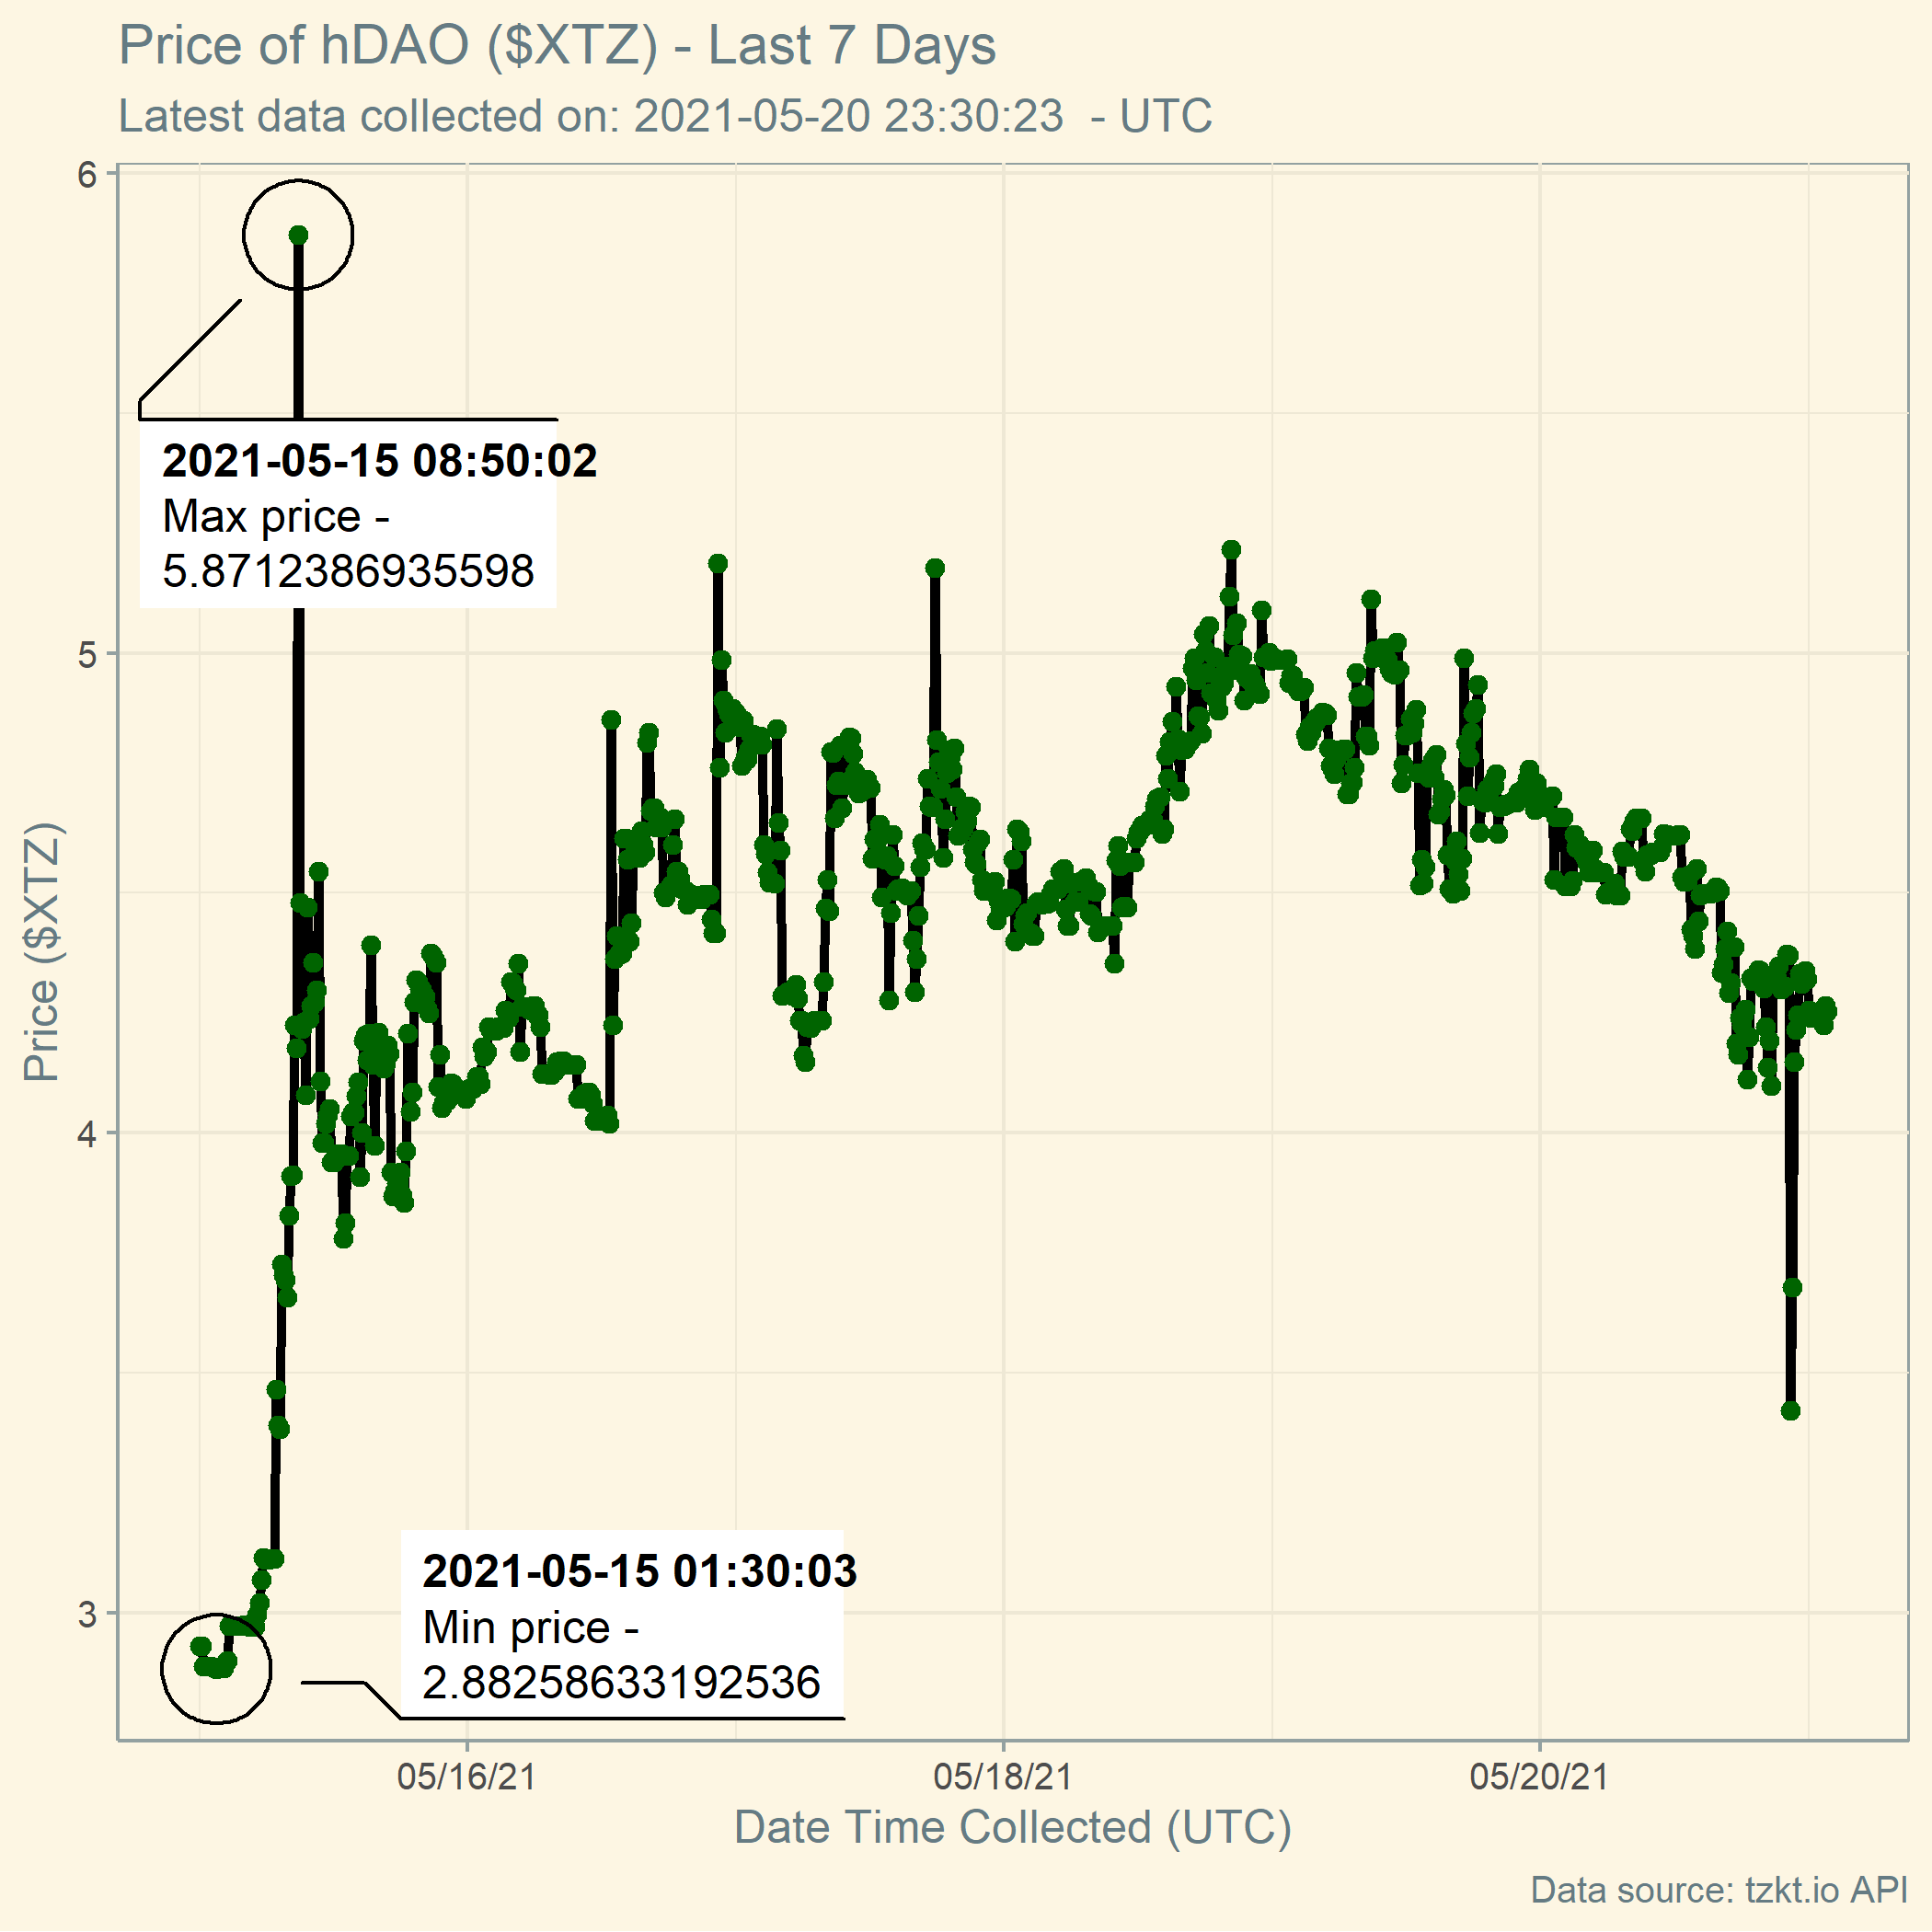 Price of hDAO ($XTZ) - Last 7 Days
Latest data collected on: 2021-05-20 23:30:23  - UTC
6
2021-05-15 08:50:02
Max price -
5.8712386935598
5
Price ($XTZ)
4
2021-05-15 01:30:03
Min price -
2.88258633192536
3
05/16/21
05/18/21
05/20/21
Date Time Collected (UTC)
Data source: tzkt.io API